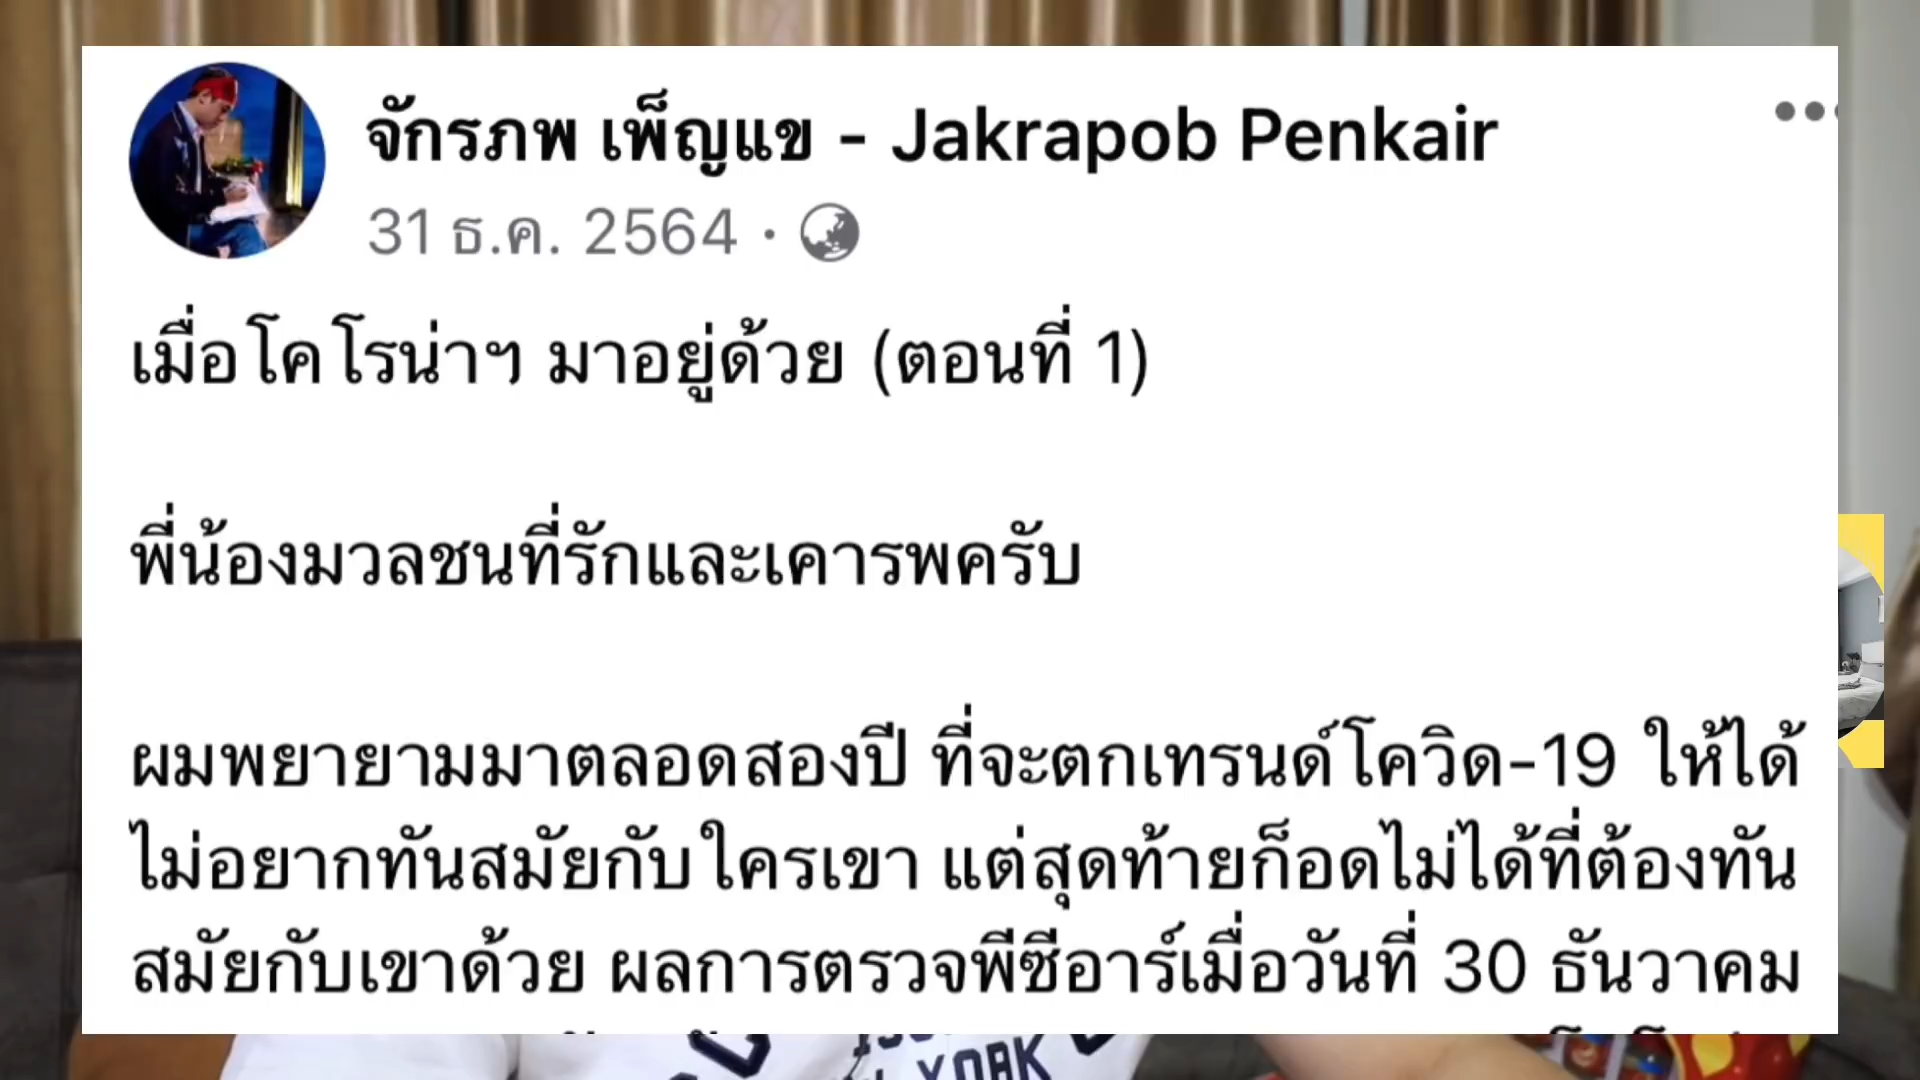 จักรภพ เพ็ญแข - Jakrapob Penkair
31 ธ.ค. 2564 ·
เมื่อโคโรน่าฯ มาอยู่ด้วย (ตอนที่ 1)
พี่น้องมวลชนที่รักและเคารพครับ
ผมพยายามมาตลอดสองปี ที่จะตกเทรนด์โควิด-19 ให้ได้
ไม่อยากทันสมัยกับใครเขา แต่สุดท้ายก็อดไม่ได้ที่ต้องทัน
สมัยกับเขาด้วย ผลการตรวจพีซีอาร์เมื่อวันที่ 30 ธันวาคม
YORK